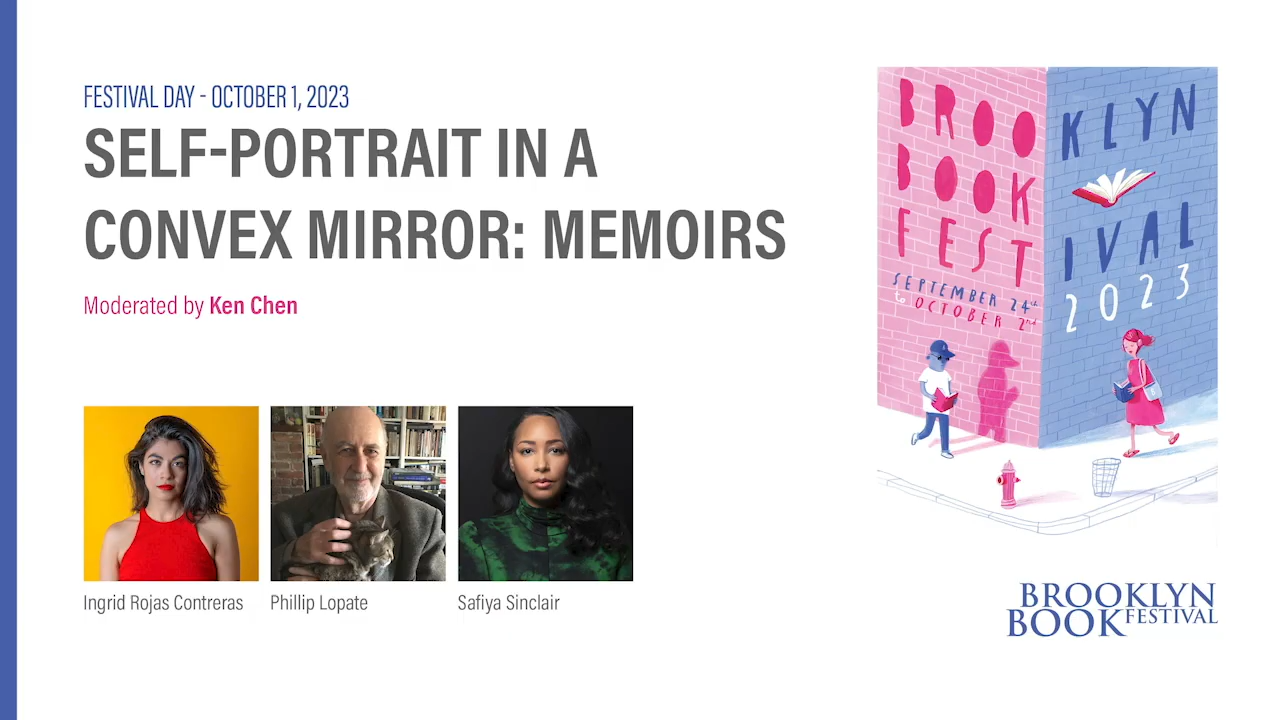 FESTIVAL DAY - OCTOBER 1, 2023
SELF-PORTRAIT IN A
CONVEX MIRROR: MEMOIRS
Moderated by Ken Chen
Ingrid Rojas Contreras
Phillip Lopate
Safiya Sinclair
BROO
KLYN
BOOK
FEST
IVAL
SEPTEMBER 24th
to OCTOBER 2nd
2023
BROOKLYN
BOOK FESTIVAL